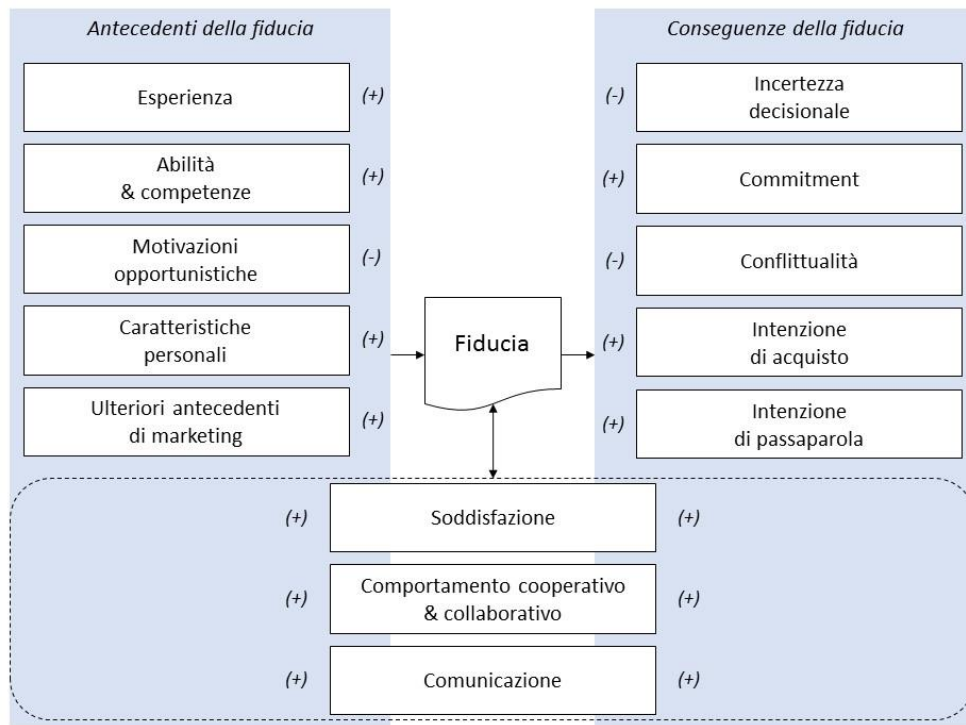 Antecedenti della fiducia
Esperienza
(+)
Abilità
& competenze
(+)
Motivazioni
opportunistiche
(-)
Caratteristiche
personali
(+)
Ulteriori antecedenti
di marketing
(+)
Fiducia
Conseguenze della fiducia
(-)
Incertezza
decisionale
(+)
Commitment
(-)
Conflittualità
(+)
Intenzione
di acquisto
(+)
Intenzione
di passaparola
(+)
Soddisfazione
(+)
(+)
Comportamento cooperativo
& collaborativo
(+)
(+)
Comunicazione
(+)